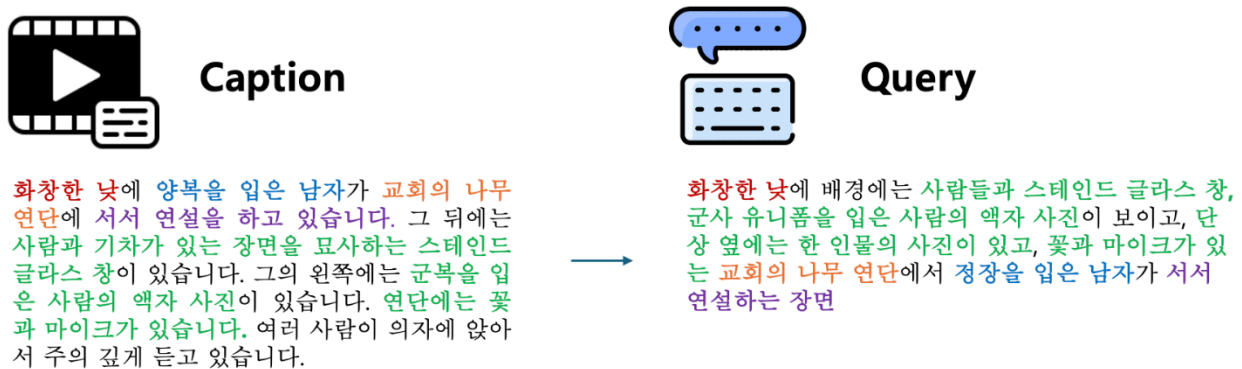 Caption
화창한 낮에 양복을 입은 남자가 교회의 나무
연단에 서서 연설을 하고 있습니다. 그 뒤에는
사람과 기차가 있는 장면을 묘사하는 스테인드
글라스 창이 있습니다. 그의 왼쪽에는 군복을 입
은 사람의 액자 사진이 있습니다. 연단에는 꽃
과 마이크가 있습니다. 여러 사람이 의자에 앉아
서 주의 깊게 듣고 있습니다.
Query
화창한 낮에 배경에는 사람들과 스테인드 글라스 창,
군사 유니폼을 입은 사람의 액자 사진이 보이고, 단
상 옆에는 한 인물의 사진이 있고, 꽃과 마이크가 있
는 교회의 나무 연단에서 정장을 입은 남자가 서서
연설하는 장면